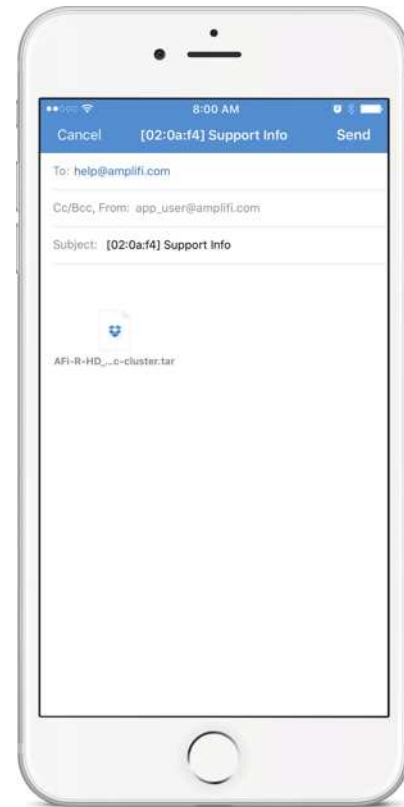 8:00 AM
Cancel [02:0a:f4] Support Info Send
To: help@amplifi.com
Cc/Bcc, From: app_user@amplifi.com
Subject: [02:0a:f4] Support Info
AFi-R-HD_...c-cluster.tar